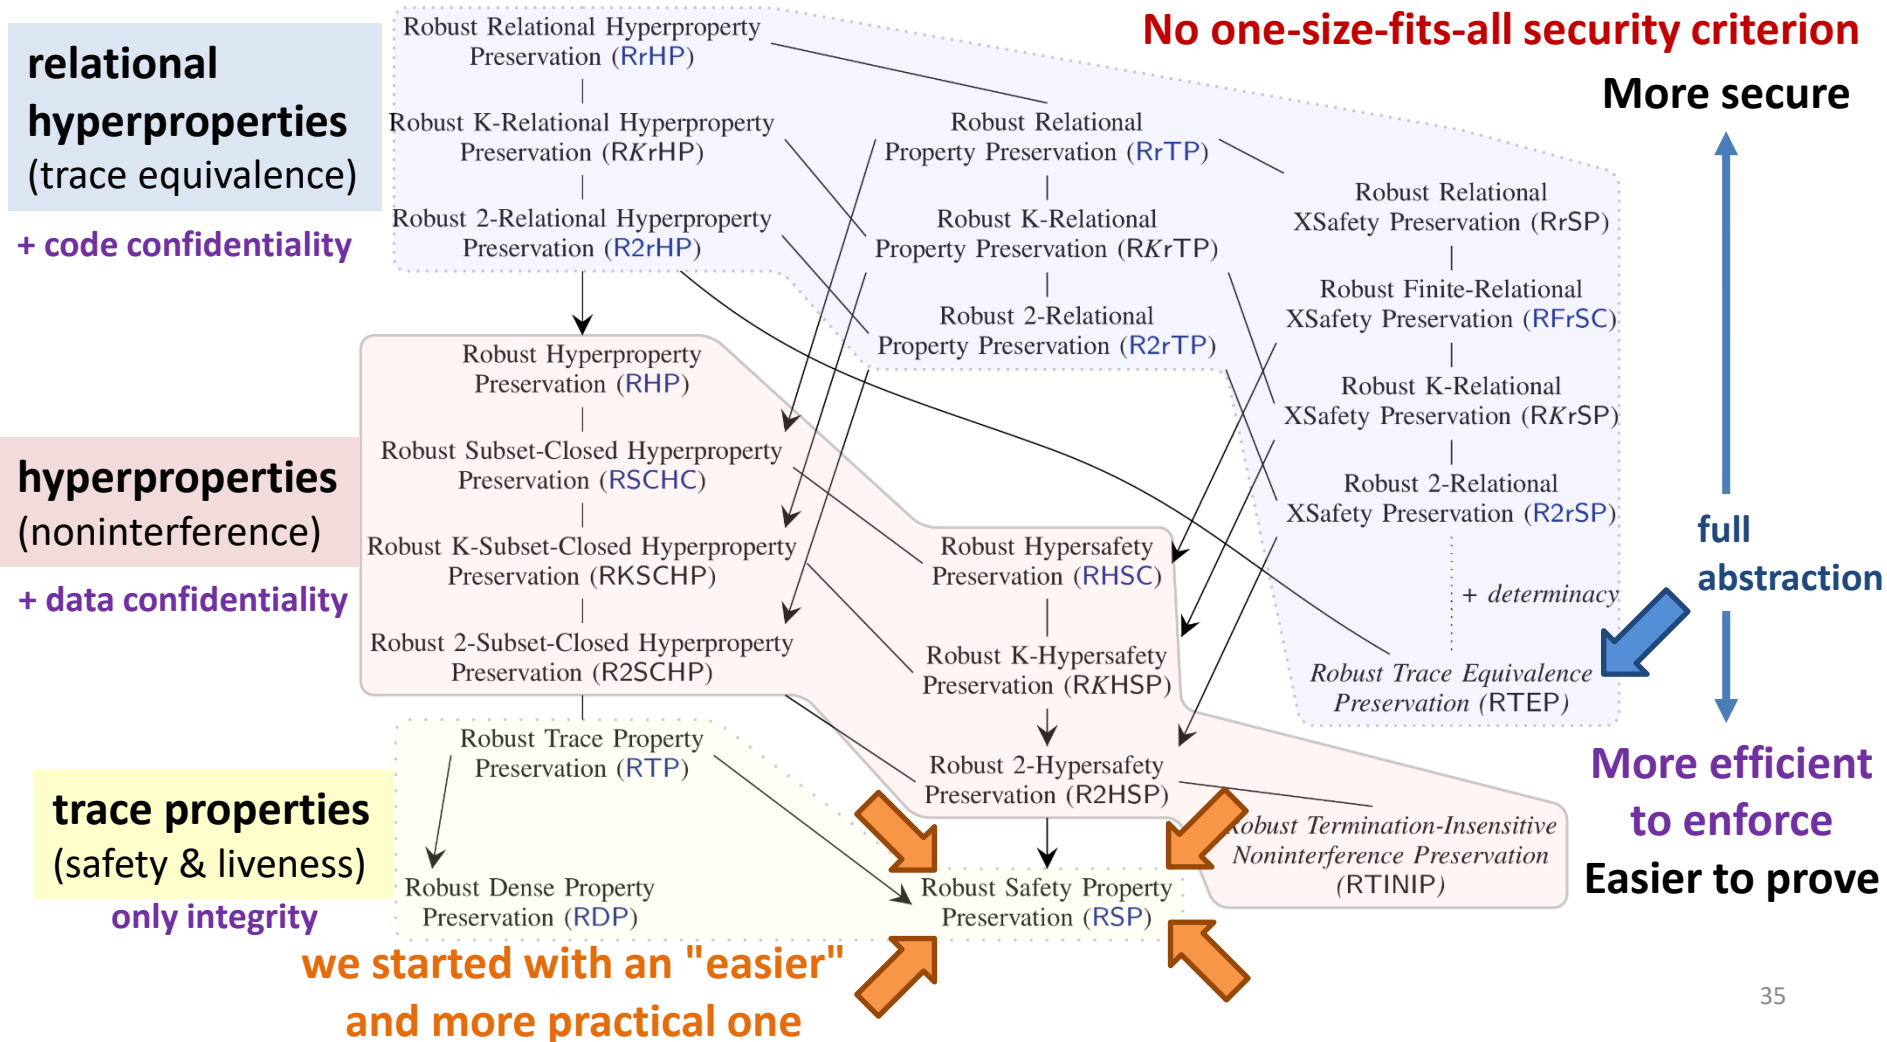 No one-size-fits-all security criterion
More secure
full
abstraction
More efficient
to enforce
Easier to prove
relational
hyperproperties
(trace equivalence)
+ code confidentiality
hyperproperties
(noninterference)
+ data confidentiality
trace properties
(safety & liveness)
only integrity
Robust Relational Hyperproperty
Preservation (RrHP)
Robust K-Relational Hyperproperty
Preservation (RKrHP)
Robust 2-Relational Hyperproperty
Preservation (R2rHP)
Robust Relational
Property Preservation (RrTP)
Robust K-Relational
Property Preservation (RKrTP)
Robust 2-Relational
Property Preservation (R2rTP)
Robust Relational
XSafety Preservation (RrSP)
Robust Finite-Relational
XSafety Preservation (RFrSC)
Robust K-Relational
XSafety Preservation (RKrSP)
Robust 2-Relational
XSafety Preservation (R2rSP)
+ determinacy
Robust Trace Equivalence
Preservation (RTEP)
Robust Hyperproperty
Preservation (RHP)
Robust Subset-Closed Hyperproperty
Preservation (RSCHC)
Robust K-Subset-Closed Hyperproperty
Preservation (RKSCHP)
Robust 2-Subset-Closed Hyperproperty
Preservation (R2SCHP)
Robust Hypersafety
Preservation (RHSC)
Robust K-Hypersafety
Preservation (RKHSP)
Robust 2-Hypersafety
Preservation (R2HSP)
Robust Termination-Insensitive
Noninterference Preservation
(RTINIP)
Robust Trace Property
Preservation (RTP)
Robust Dense Property
Preservation (RDP)
Robust Safety Property
Preservation (RSP)
we started with an "easier"
and more practical one
35